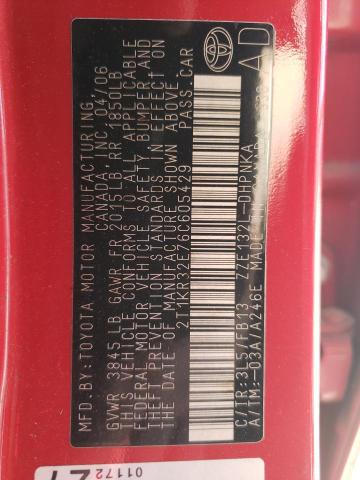 MFD.BY:TOYOTA MOTOR MANUFACTURING
CANADA, INC. 04/06
GVWR 3845LB GAWR FR 2015LB RR 1850LB
THIS VEHICLE CONFORMS TO ALL APPLICABLE
FEDERAL MOTOR VEHICLE SAFETY, BUMPER, AND
THEFT PREVENTION STANDARDS IN EFFECT ON
THE DATE OF MANUFACTURE SHOWN ABOVE.
2T1KR32E76C605429 PASS.CAR
C/TR:3L5/FB13 ZZE132L-DHPNKA
A/TM:-03A/A246E MADE IN CANADA
AD
01172